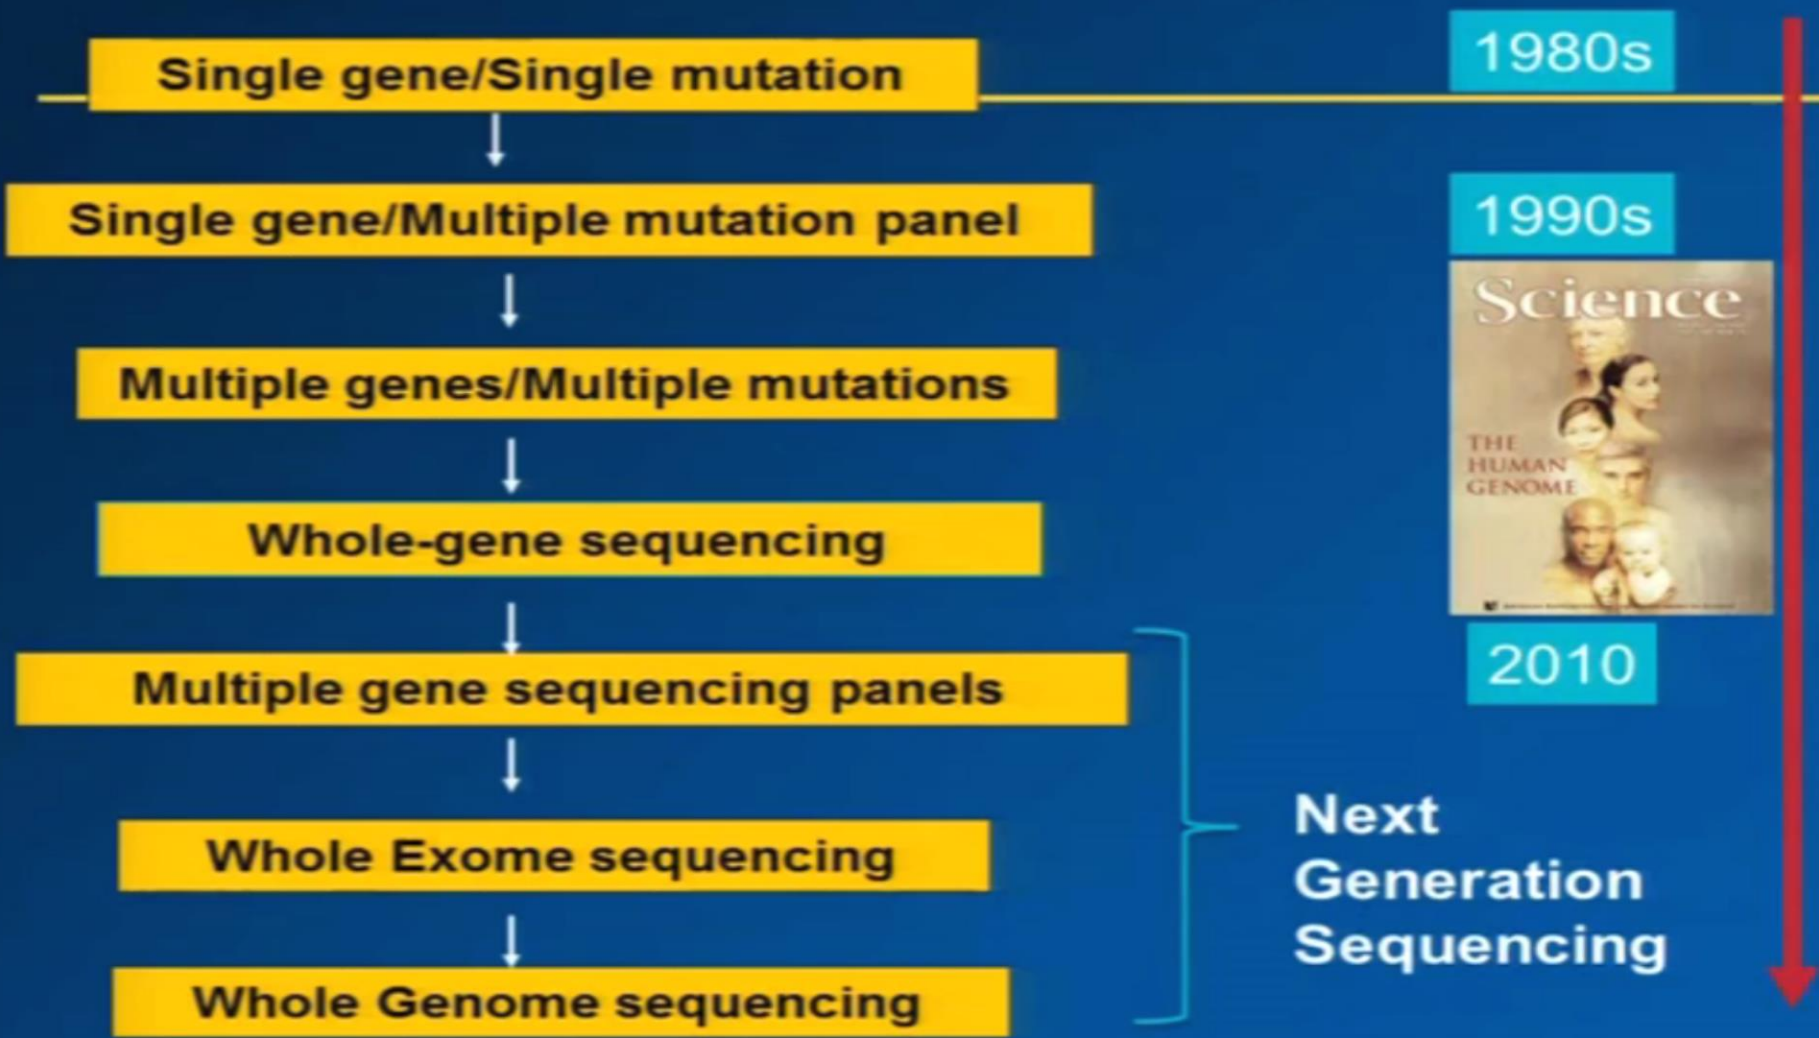 Single gene/Single mutation
1980s
Single gene/Multiple mutation panel
1990s
Science
Multiple genes/Multiple mutations
THE
HUMAN
GENOME
Whole-gene sequencing
2010
Multiple gene sequencing panels
Next
Generation
Sequencing
Whole Exome sequencing
Whole Genome sequencing